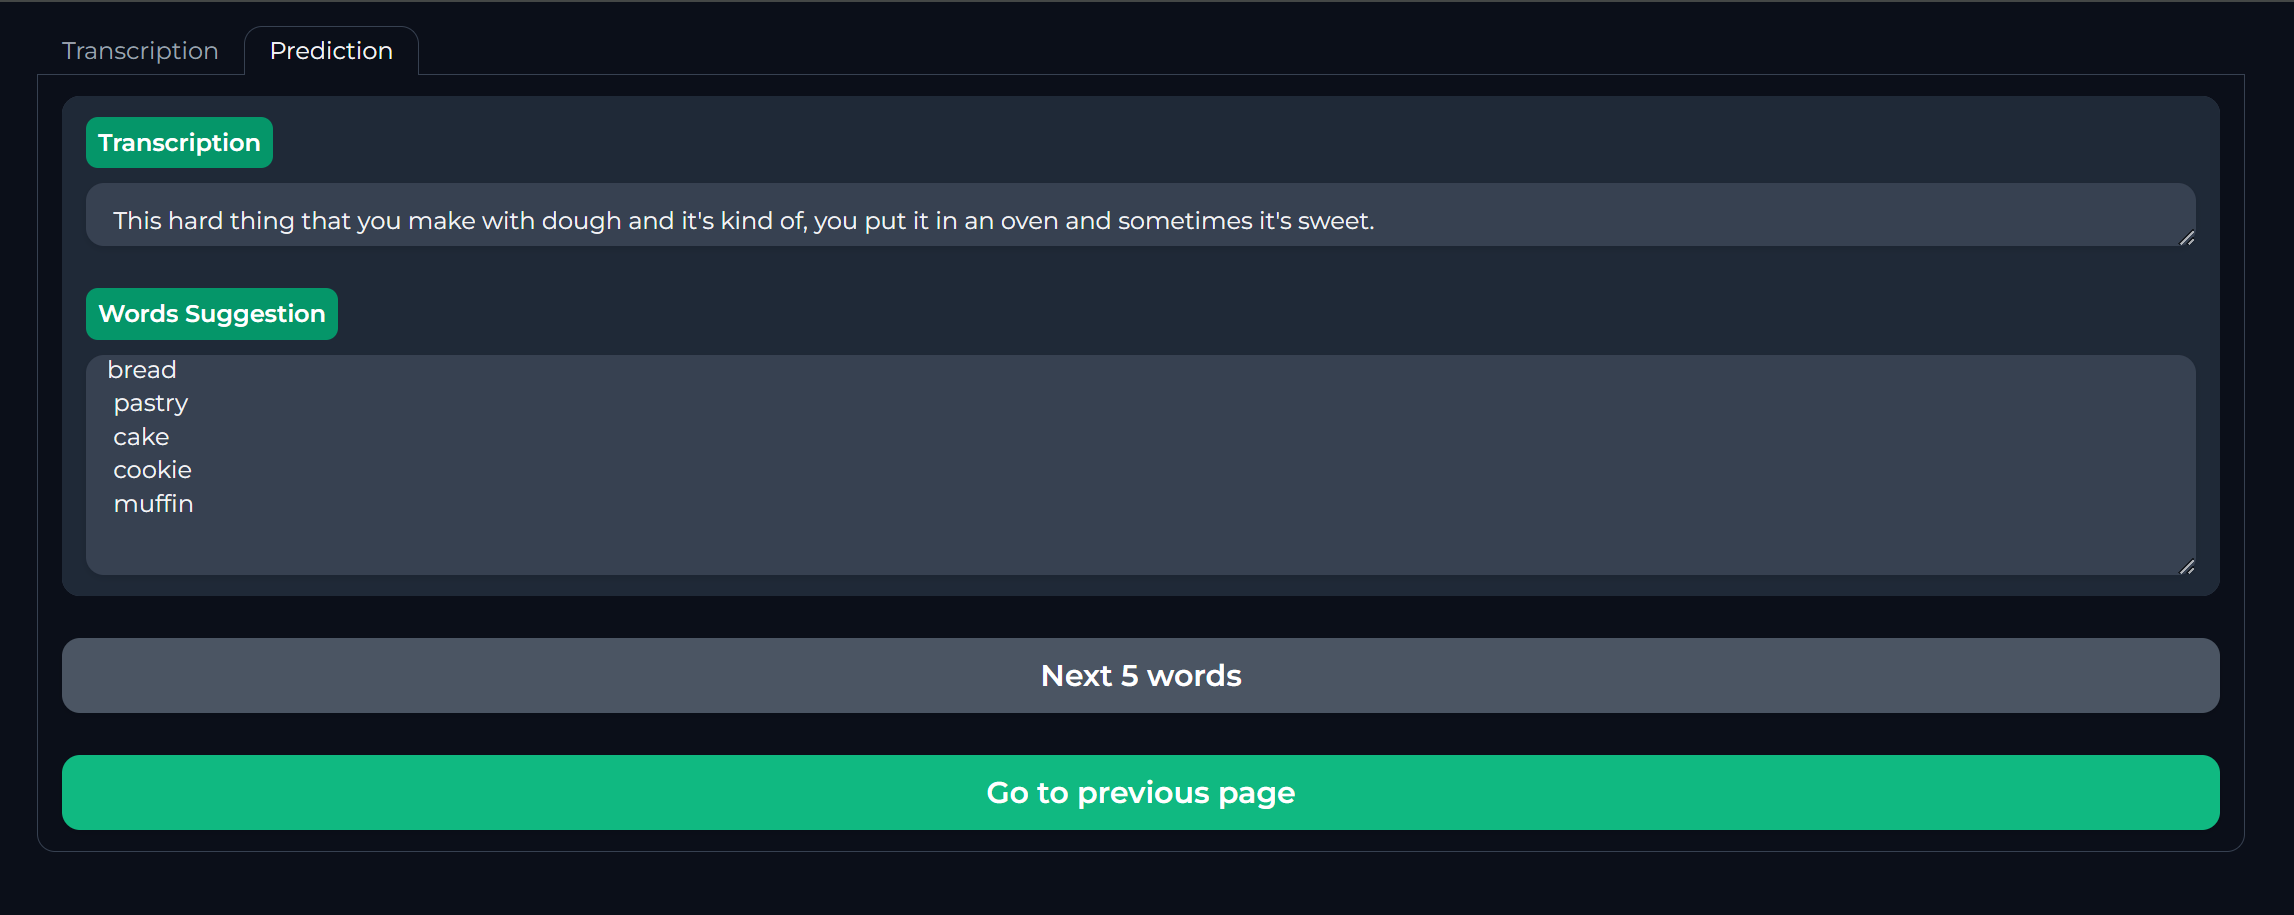 Transcription Prediction
Transcription
This hard thing that you make with dough and it's kind of, you put it in an oven and sometimes it's sweet.
Words Suggestion
bread
pastry
cake
cookie
muffin
Next 5 words
Go to previous page